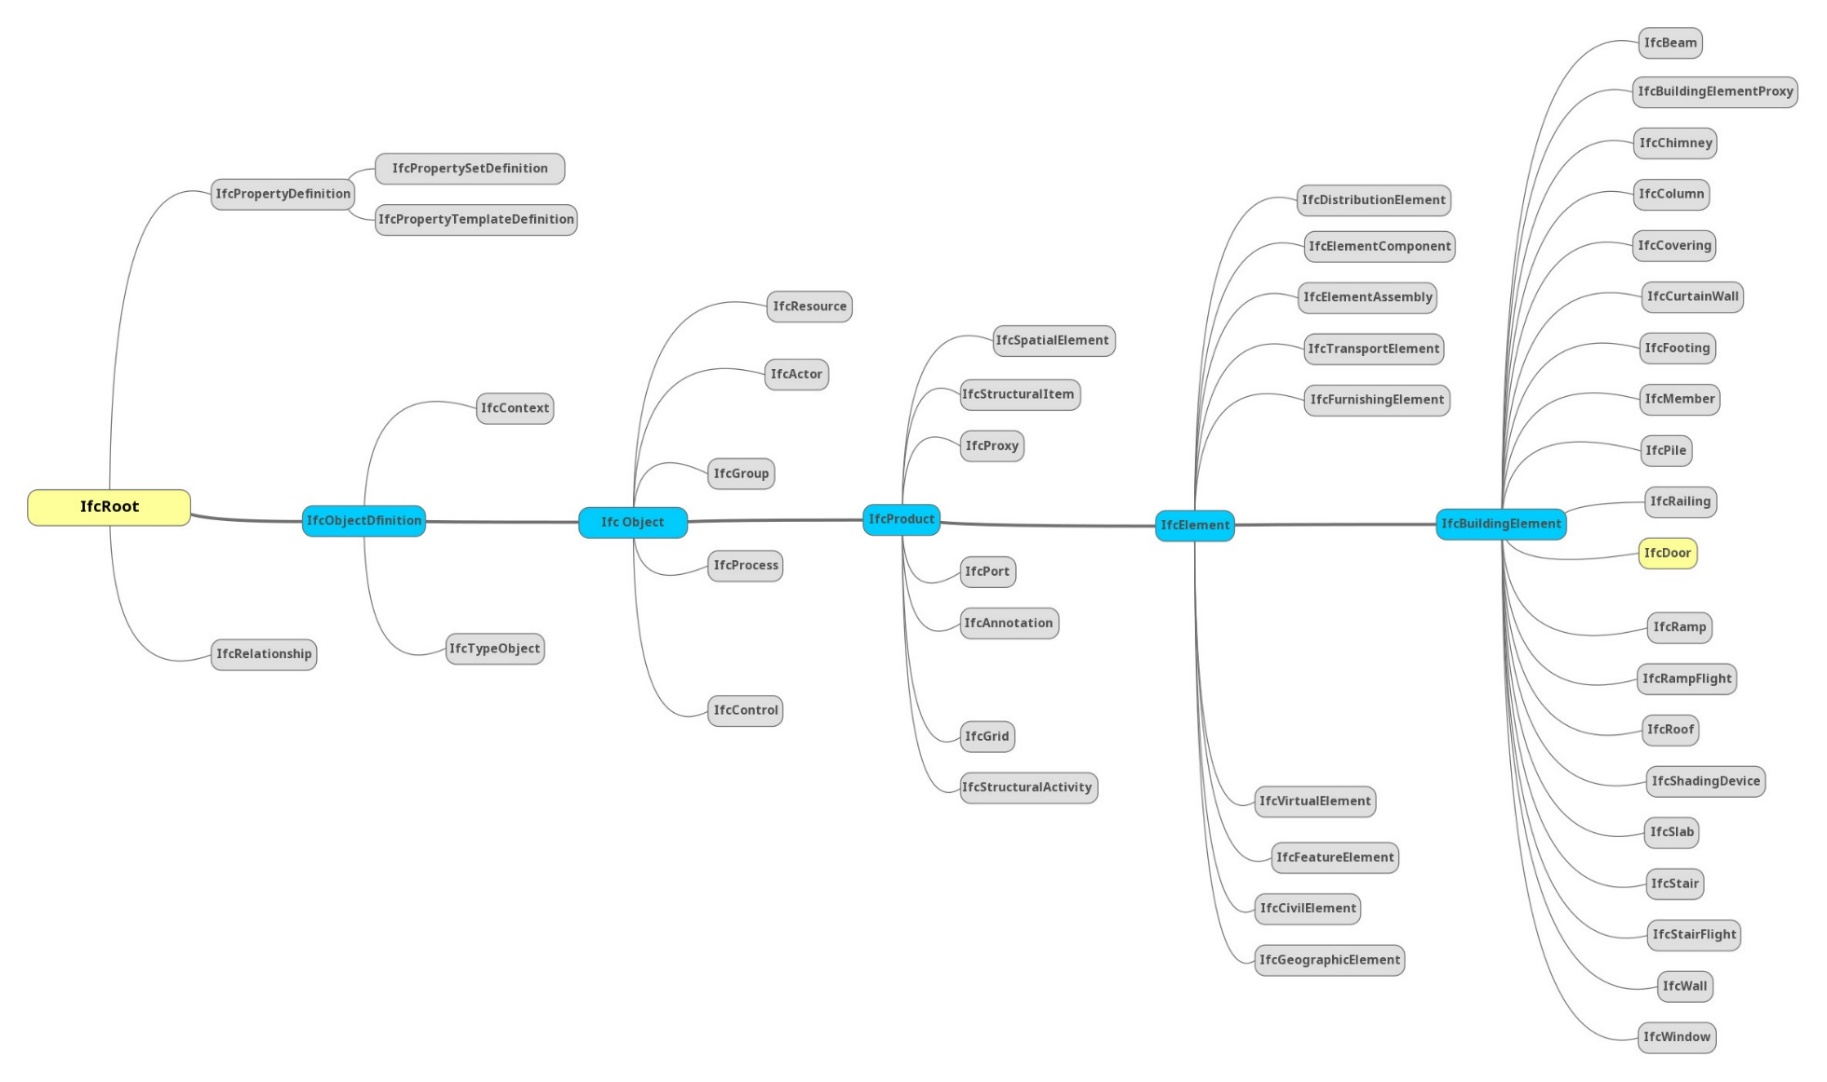 IfcRoot
IfcPropertyDefinition
IfcPropertySetDefinition
IfcPropertyTemplateDefinition
IfcRelationship
IfcObjectDfinition
IfcContext
IfcTypeObject
Ifc Object
IfcResource
IfcActor
IfcGroup
IfcProcess
IfcControl
IfcProduct
IfcSpatialElement
IfcStructuralItem
IfcProxy
IfcPort
IfcAnnotation
IfcGrid
IfcStructuralActivity
IfcElement
IfcDistributionElement
IfcElementComponent
IfcElementAssembly
IfcTransportElement
IfcFurnishingElement
IfcVirtualElement
IfcFeatureElement
IfcCivilElement
IfcGeographicElement
IfcBuildingElement
IfcBeam
IfcBuildingElementProxy
IfcChimney
IfcColumn
IfcCovering
IfcCurtainWall
IfcFooting
IfcMember
IfcPile
IfcRailing
IfcDoor
IfcRamp
IfcRampFlight
IfcRoof
IfcShadingDevice
IfcSlab
IfcStair
IfcStairFlight
IfcWall
IfcWindow